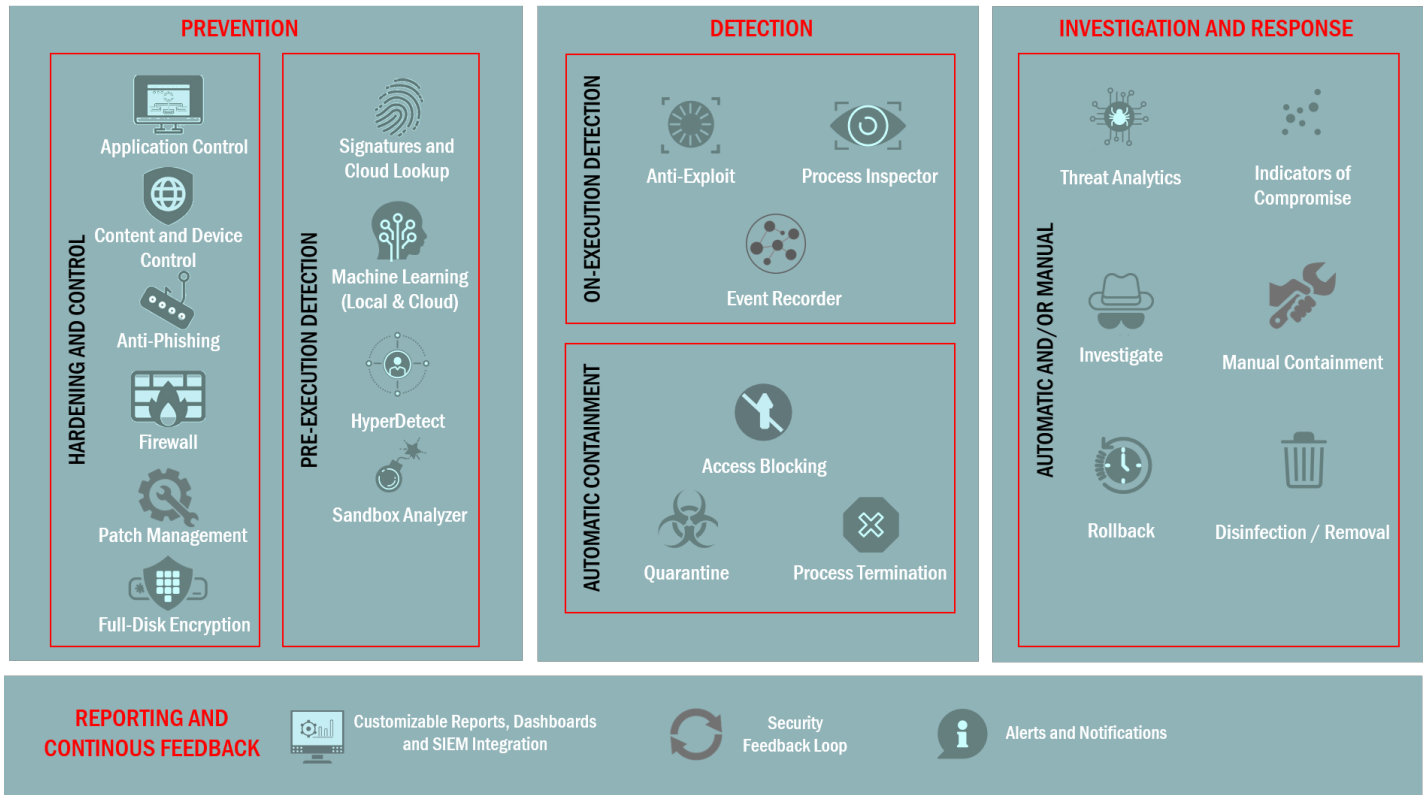 PREVENTION
HARDENING AND CONTROL
Application Control
Content and Device
Control
Anti-Phishing
Firewall
Patch Management
Full-Disk Encryption
PRE-EXECUTION DETECTION
Signatures and
Cloud Lookup
Machine Learning
(Local & Cloud)
HyperDetect
Sandbox Analyzer
DETECTION
ON-EXECUTION DETECTION
Anti-Exploit
Process Inspector
Event Recorder
AUTOMATIC CONTAINMENT
Access Blocking
Quarantine
Process Termination
INVESTIGATION AND RESPONSE
AUTOMATIC AND/OR MANUAL
Threat Analytics
Indicators of
Compromise
Investigate
Manual Containment
Rollback
Disinfection / Removal
REPORTING AND
CONTINOUS FEEDBACK
Customizable Reports, Dashboards
and SIEM Integration
Security
Feedback Loop
Alerts and Notifications